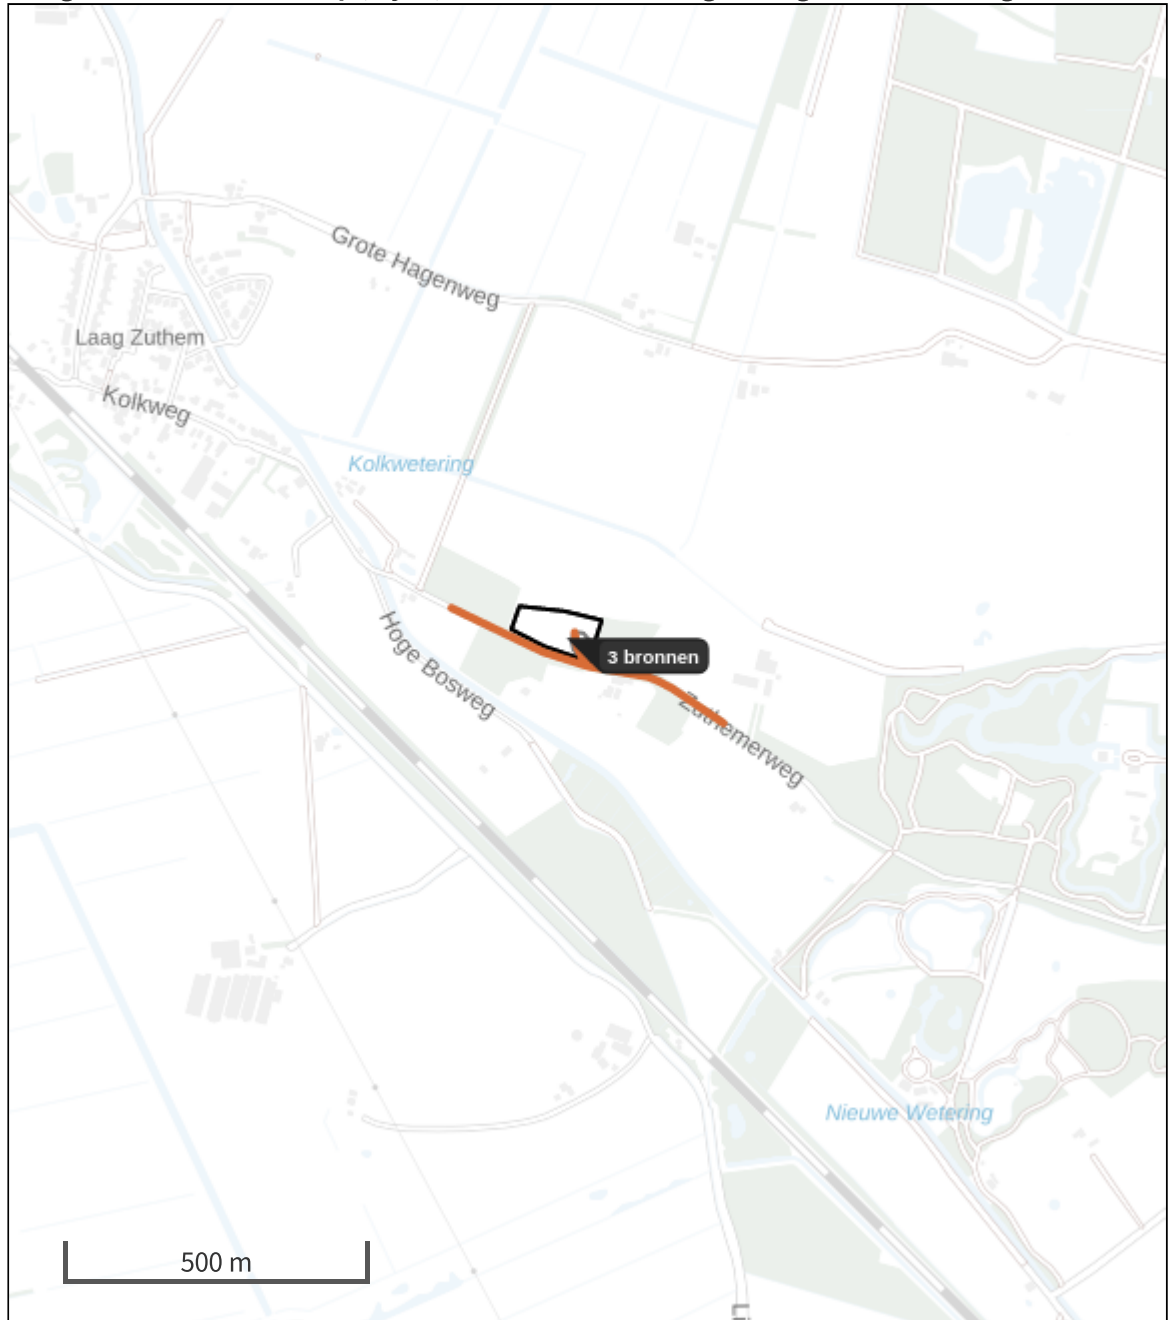 Grote Hagenweg
Laag Zuthem
Kolkweg
Kolkwetering
Hoge Bosweg
3 bronnen
Zuthemerweg
Nieuwe Wetering
500 m